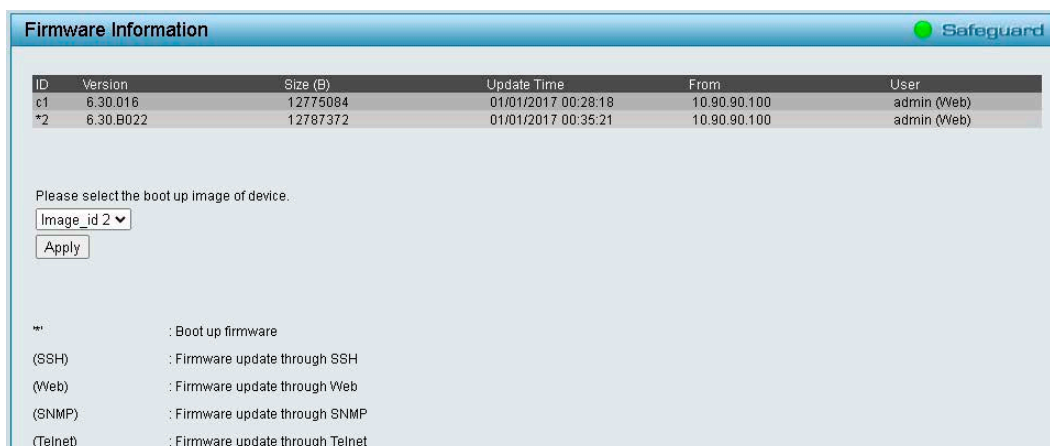 Firmware Information Safeguard
ID Version Size (B) Update Time From User
c1 6.30.016 12775084 01/01/2017 00:28:18 10.90.90.100 admin (Web)
*2 6.30.B022 12787372 01/01/2017 00:35:21 10.90.90.100 admin (Web)
Please select the boot up image of device.
Image_id 2
Apply
'*' : Boot up firmware
(SSH) : Firmware update through SSH
(Web) : Firmware update through Web
(SNMP) : Firmware update through SNMP
(Telnet) : Firmware update through Telnet